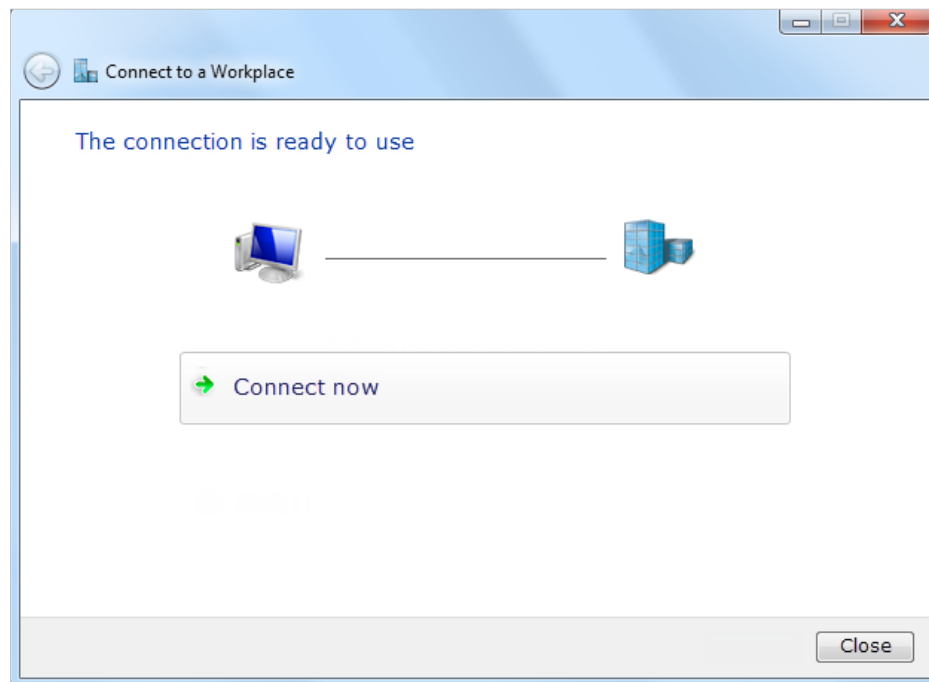 Connect to a Workplace
The connection is ready to use
Connect now
Close